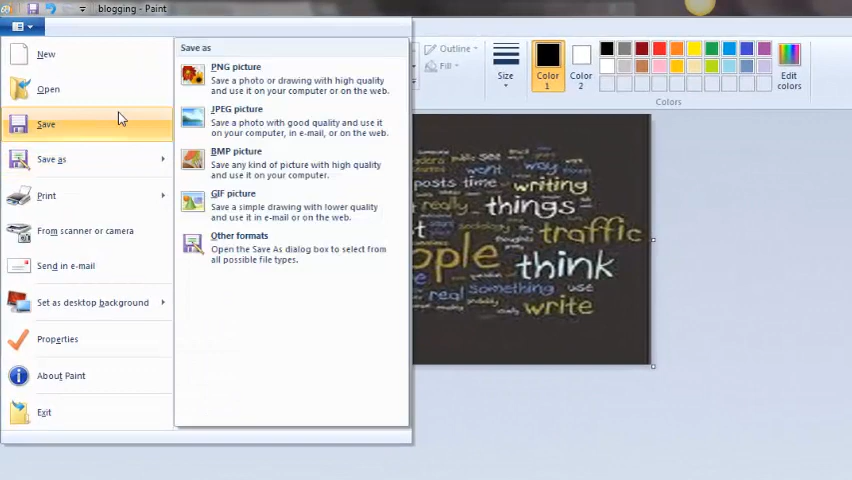 blogging - Paint
New
Open
Save
Save as
Print
From scanner or camera
Send in e-mail
Set as desktop background
Properties
About Paint
Exit
Save as
PNG picture
Save a photo or drawing with high quality
and use it on your computer or on the web.
JPEG picture
Save a photo with good quality and use it
on your computer, in e-mail, or on the web.
BMP picture
Save any kind of picture with high quality
and use it on your computer.
GIF picture
Save a simple drawing with lower quality
and use it in e-mail or on the web.
Other formats
Open the Save As dialog box to select from
all possible file types.
Outline
Fill
Size
Color
1
Color
2
Edit
colors
Colors
public see
want way
posts time writing
really things
traffic
thoughts
think
real something use
probably write